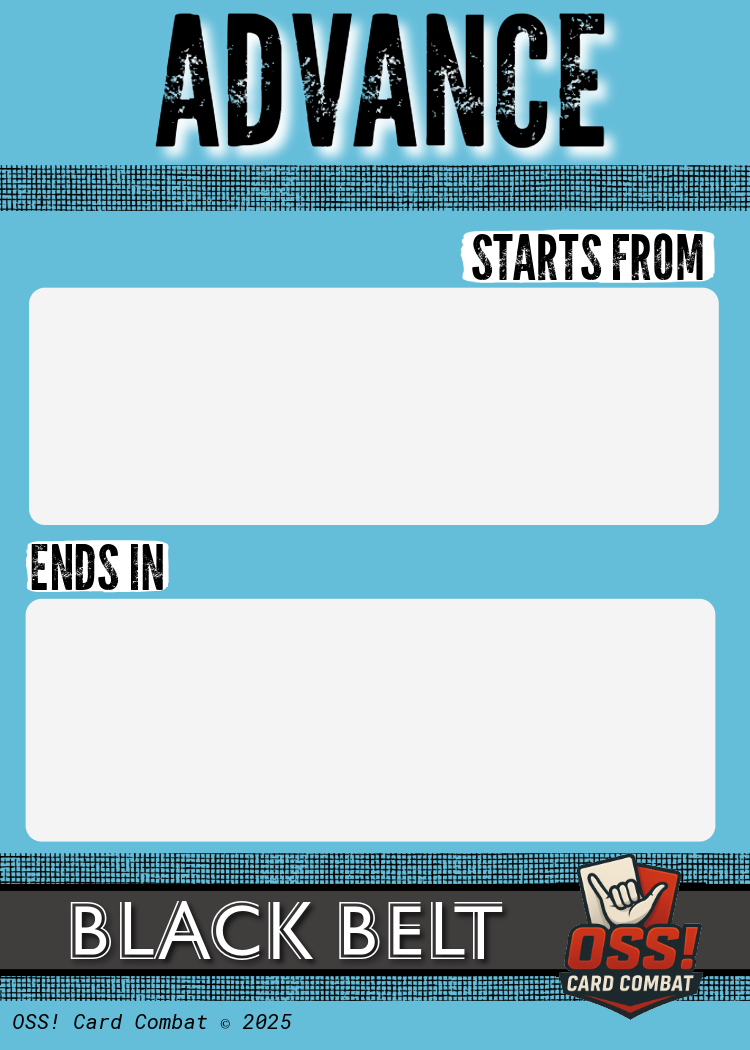 ADVANCE
STARTS FROM
ENDS IN
BLACK BELT
OSS!
CARD COMBAT
OSS! Card Combat © 2025